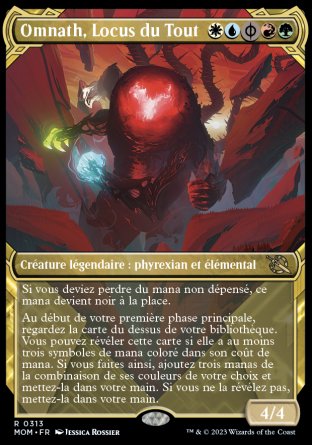 Omnath, Locus du Tout
Créature légendaire : phyrexian et élémental
Si vous deviez perdre du mana non dépensé, ce
mana devient noir à la place.
Au début de votre première phase principale,
regardez la carte du dessus de votre bibliothèque.
Vous pouvez révéler cette carte si elle a au moins
trois symboles de mana coloré dans son coût de
mana. Si vous faites ainsi, ajoutez trois manas de
la combinaison de ses couleurs de votre choix et
mettez-la dans votre main. Si vous ne la révélez pas,
mettez-la dans votre main.
4/4
R 0313
MOM • FR Jessica Rossier
™ & © 2023 Wizards of the Coast